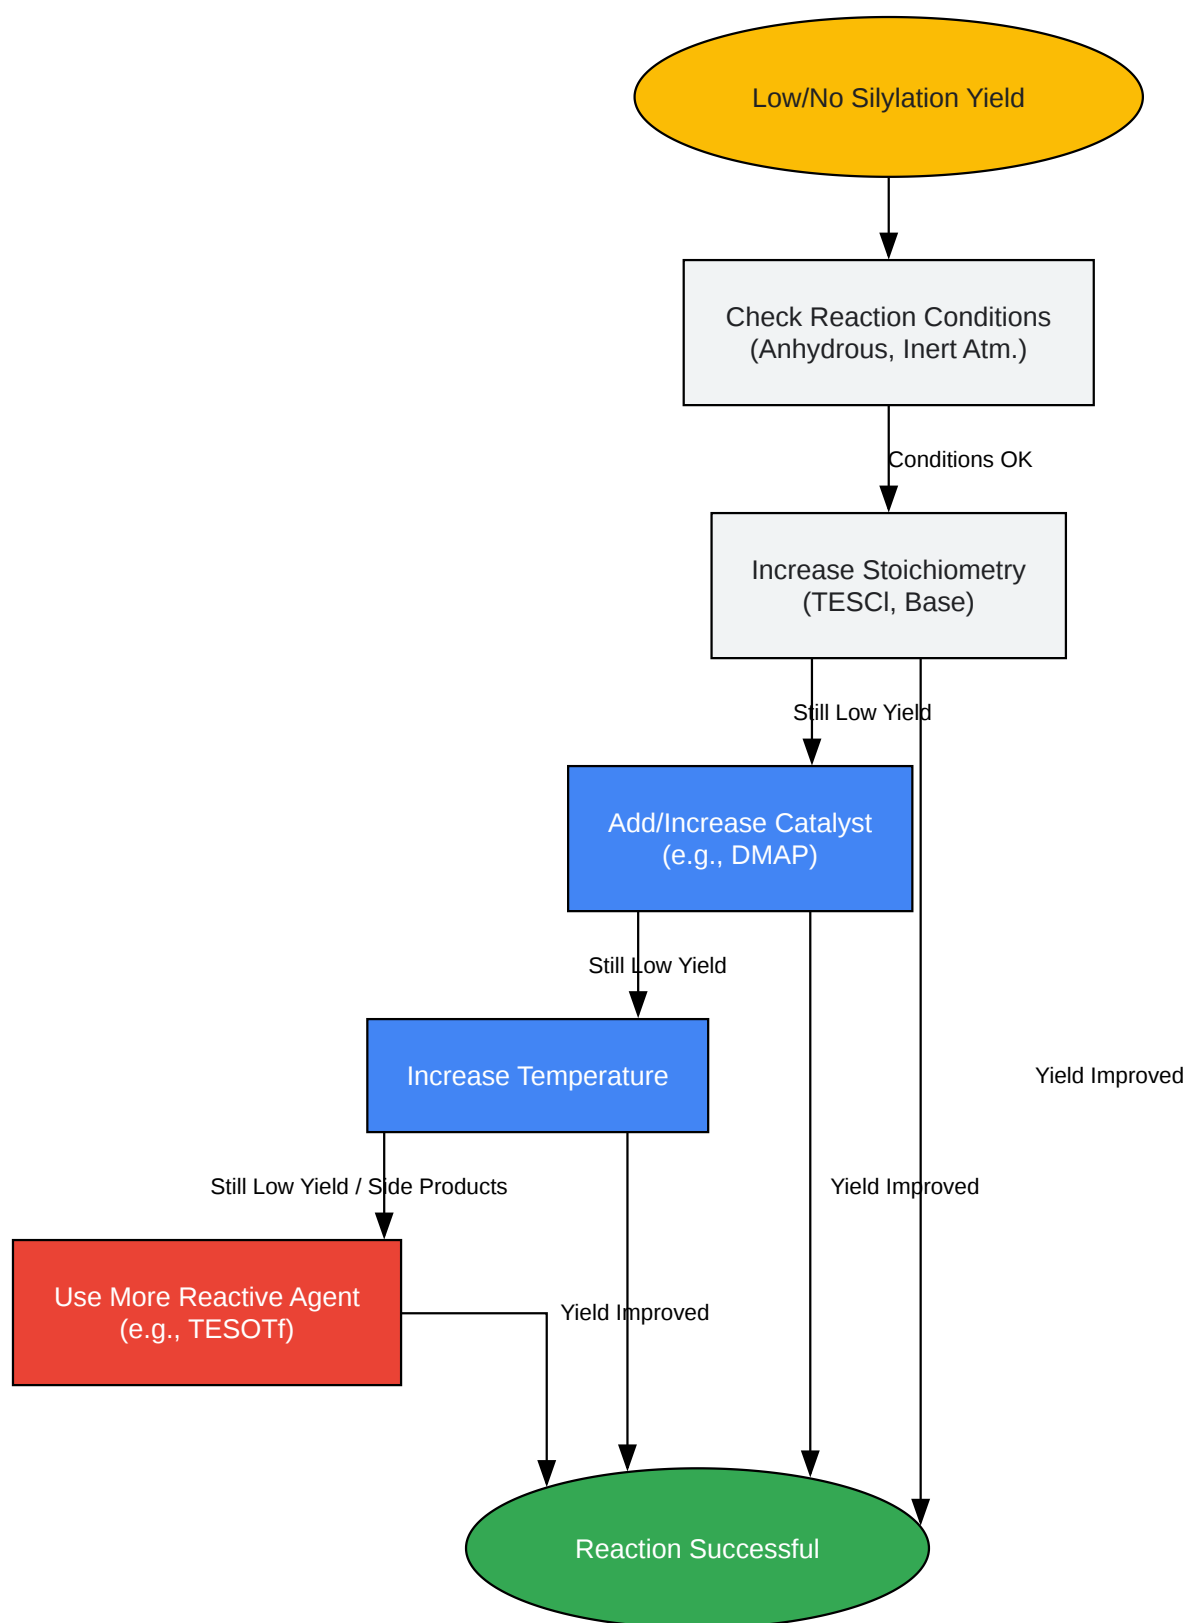 Low/No Silylation Yield
Check Reaction Conditions
(Anhydrous, Inert Atm.)
Conditions OK
Increase Stoichiometry
(TESCl, Base)
Still Low Yield
Add/Increase Catalyst
(e.g., DMAP)
Still Low Yield
Increase Temperature
Yield Improved
Still Low Yield / Side Products
Yield Improved
Use More Reactive Agent
(e.g., TESOTf)
Yield Improved
Reaction Successful